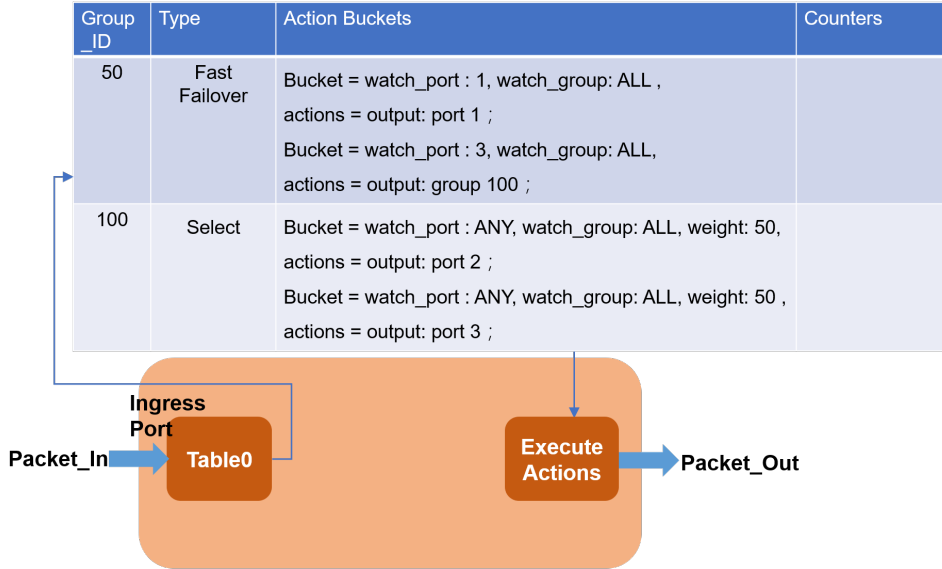 Group
_ID
Type
Action Buckets
Counters
50
Fast
Failover
Bucket = watch_port : 1, watch_group: ALL ,
actions = output: port 1 ;
Bucket = watch_port : 3, watch_group: ALL,
actions = output: group 100 ;
100
Select
Bucket = watch_port : ANY, watch_group: ALL, weight: 50,
actions = output: port 2 ;
Bucket = watch_port : ANY, watch_group: ALL, weight: 50 ,
actions = output: port 3 ;
Ingress
Port
Packet_In
Table0
Execute
Actions
Packet_Out